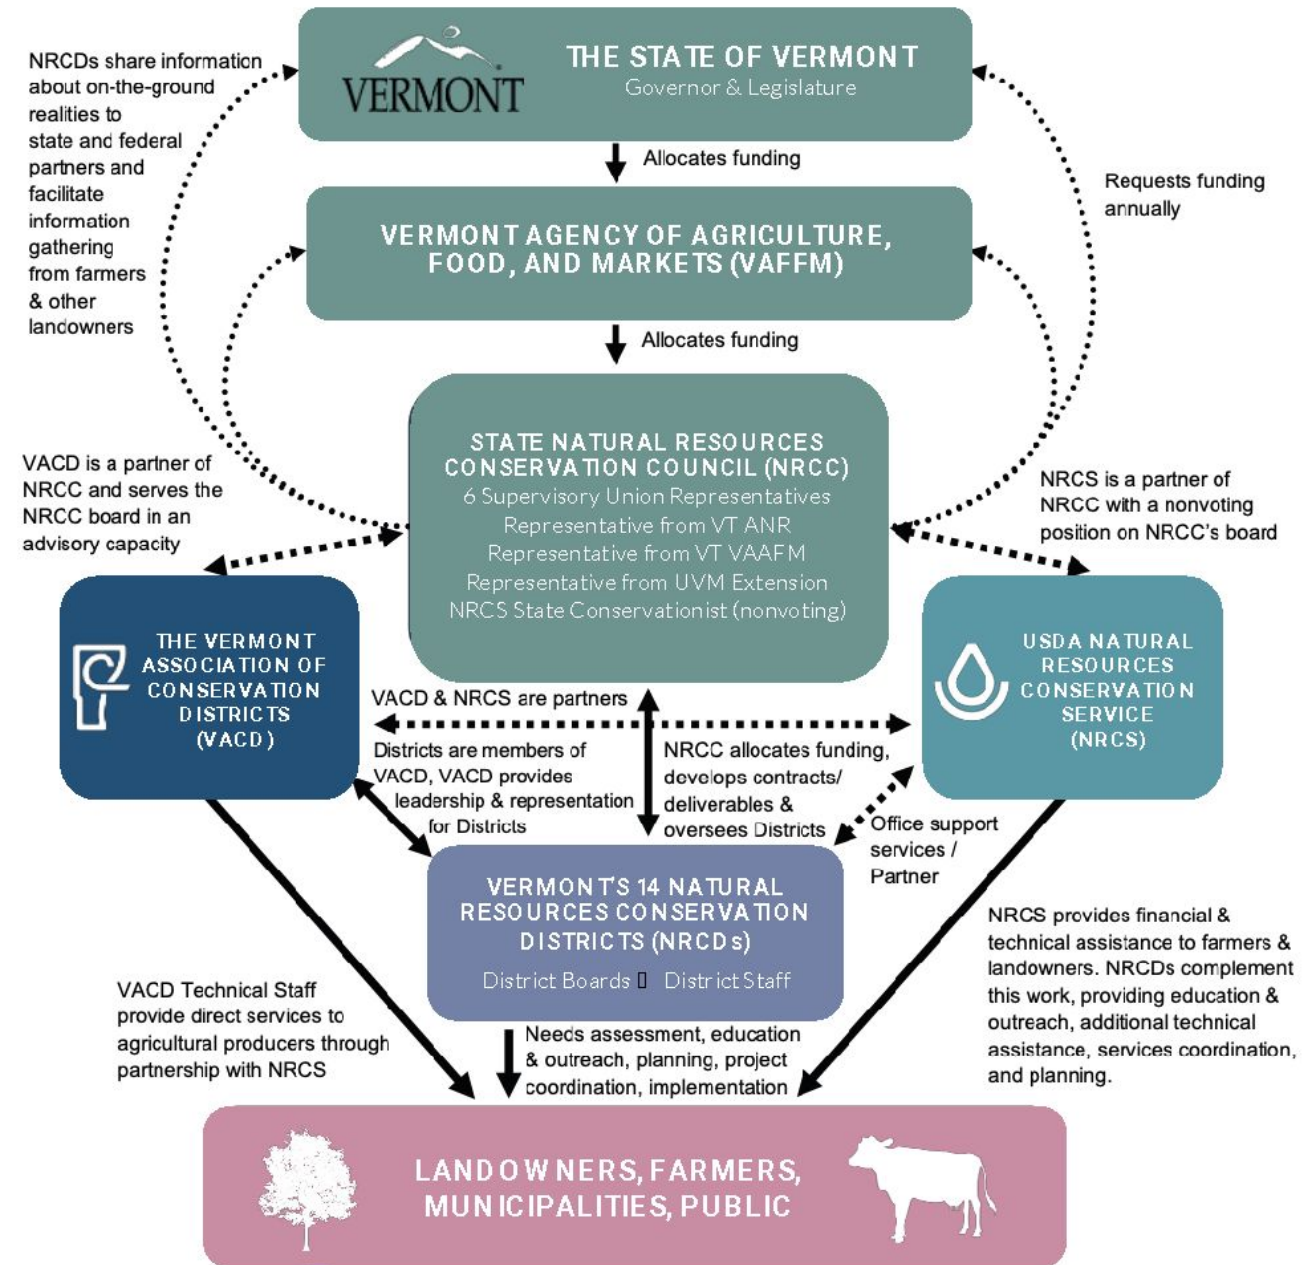 NRCDs share information
about on-the-ground
realities to
state and federal
partners and
facilitate
information
gathering
from farmers
& other
landowners
VERMONT
THE STATE OF VERMONT
Governor & Legislature
Allocates funding
Requests funding
annually
VERMONT AGENCY OF AGRICULTURE,
FOOD, AND MARKETS (VAFFM)
Allocates funding
STATE NATURAL RESOURCES
CONSERVATION COUNCIL (NRCC)
6 Supervisory Union Representatives
Representative from VT ANR
Representative from VT VAAFM
Representative from UVM Extension
NRCS State Conservationist (nonvoting)
VACD is a partner of
NRCC and serves the
NRCC board in an
advisory capacity
NRCS is a partner of
NRCC with a nonvoting
position on NRCC's board
THE VERMONT
ASSOCIATION OF
CONSERVATION
DISTRICTS
(VACD)
USDA NATURAL
RESOURCES
CONSERVATION
SERVICE
(NRCS)
VACD & NRCS are partners
Districts are members of
VACD, VACD provides
leadership & representation
for Districts
NRCC allocates funding,
develops contracts/
deliverables &
oversees Districts
Office support
services /
Partner
VERMONT'S 14 NATURAL
RESOURCES CONSERVATION
DISTRICTS (NRCDs)
District Boards ▯ District Staff
VACD Technical Staff
provide direct services to
agricultural producers through
partnership with NRCS
Needs assessment, education
& outreach, planning, project
coordination, implementation
NRCS provides financial &
technical assistance to farmers &
landowners. NRCDs complement
this work, providing education &
outreach, additional technical
assistance, services coordination,
and planning.
LANDOWNERS, FARMERS,
MUNICIPALITIES, PUBLIC